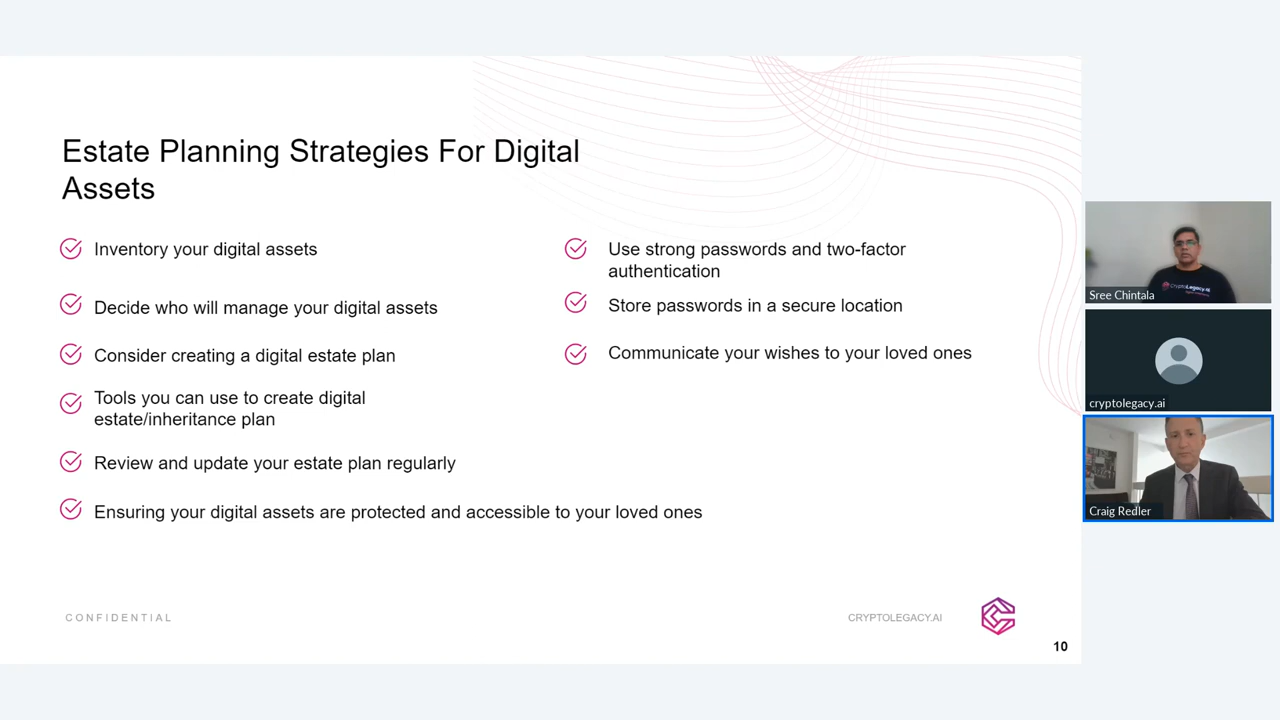 Estate Planning Strategies For Digital
Assets
Inventory your digital assets
Decide who will manage your digital assets
Consider creating a digital estate plan
Tools you can use to create digital
estate/inheritance plan
Review and update your estate plan regularly
Ensuring your digital assets are protected and accessible to your loved ones
Use strong passwords and two-factor
authentication
Store passwords in a secure location
Communicate your wishes to your loved ones
CONFIDENTIAL
CRYPTOLEGACY.AI
10
CryptoLegacy.ai
Sree Chintala
cryptolegacy.ai
Craig Redler